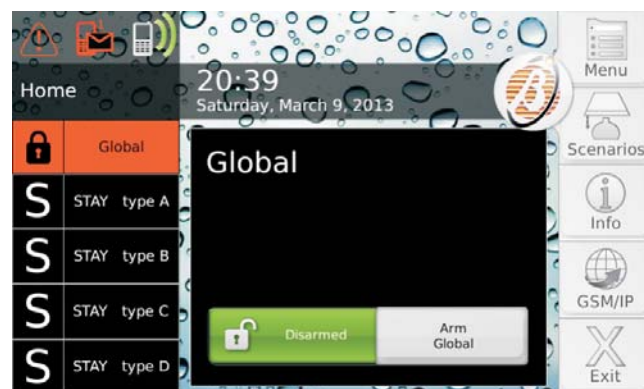 Home
20:39
Saturday, March 9, 2013
Global
STAY type A
STAY type B
STAY type C
STAY type D
Global
Disarmed
Arm
Global
Menu
Scenarios
Info
GSM/IP
Exit
S
S
S
S
B